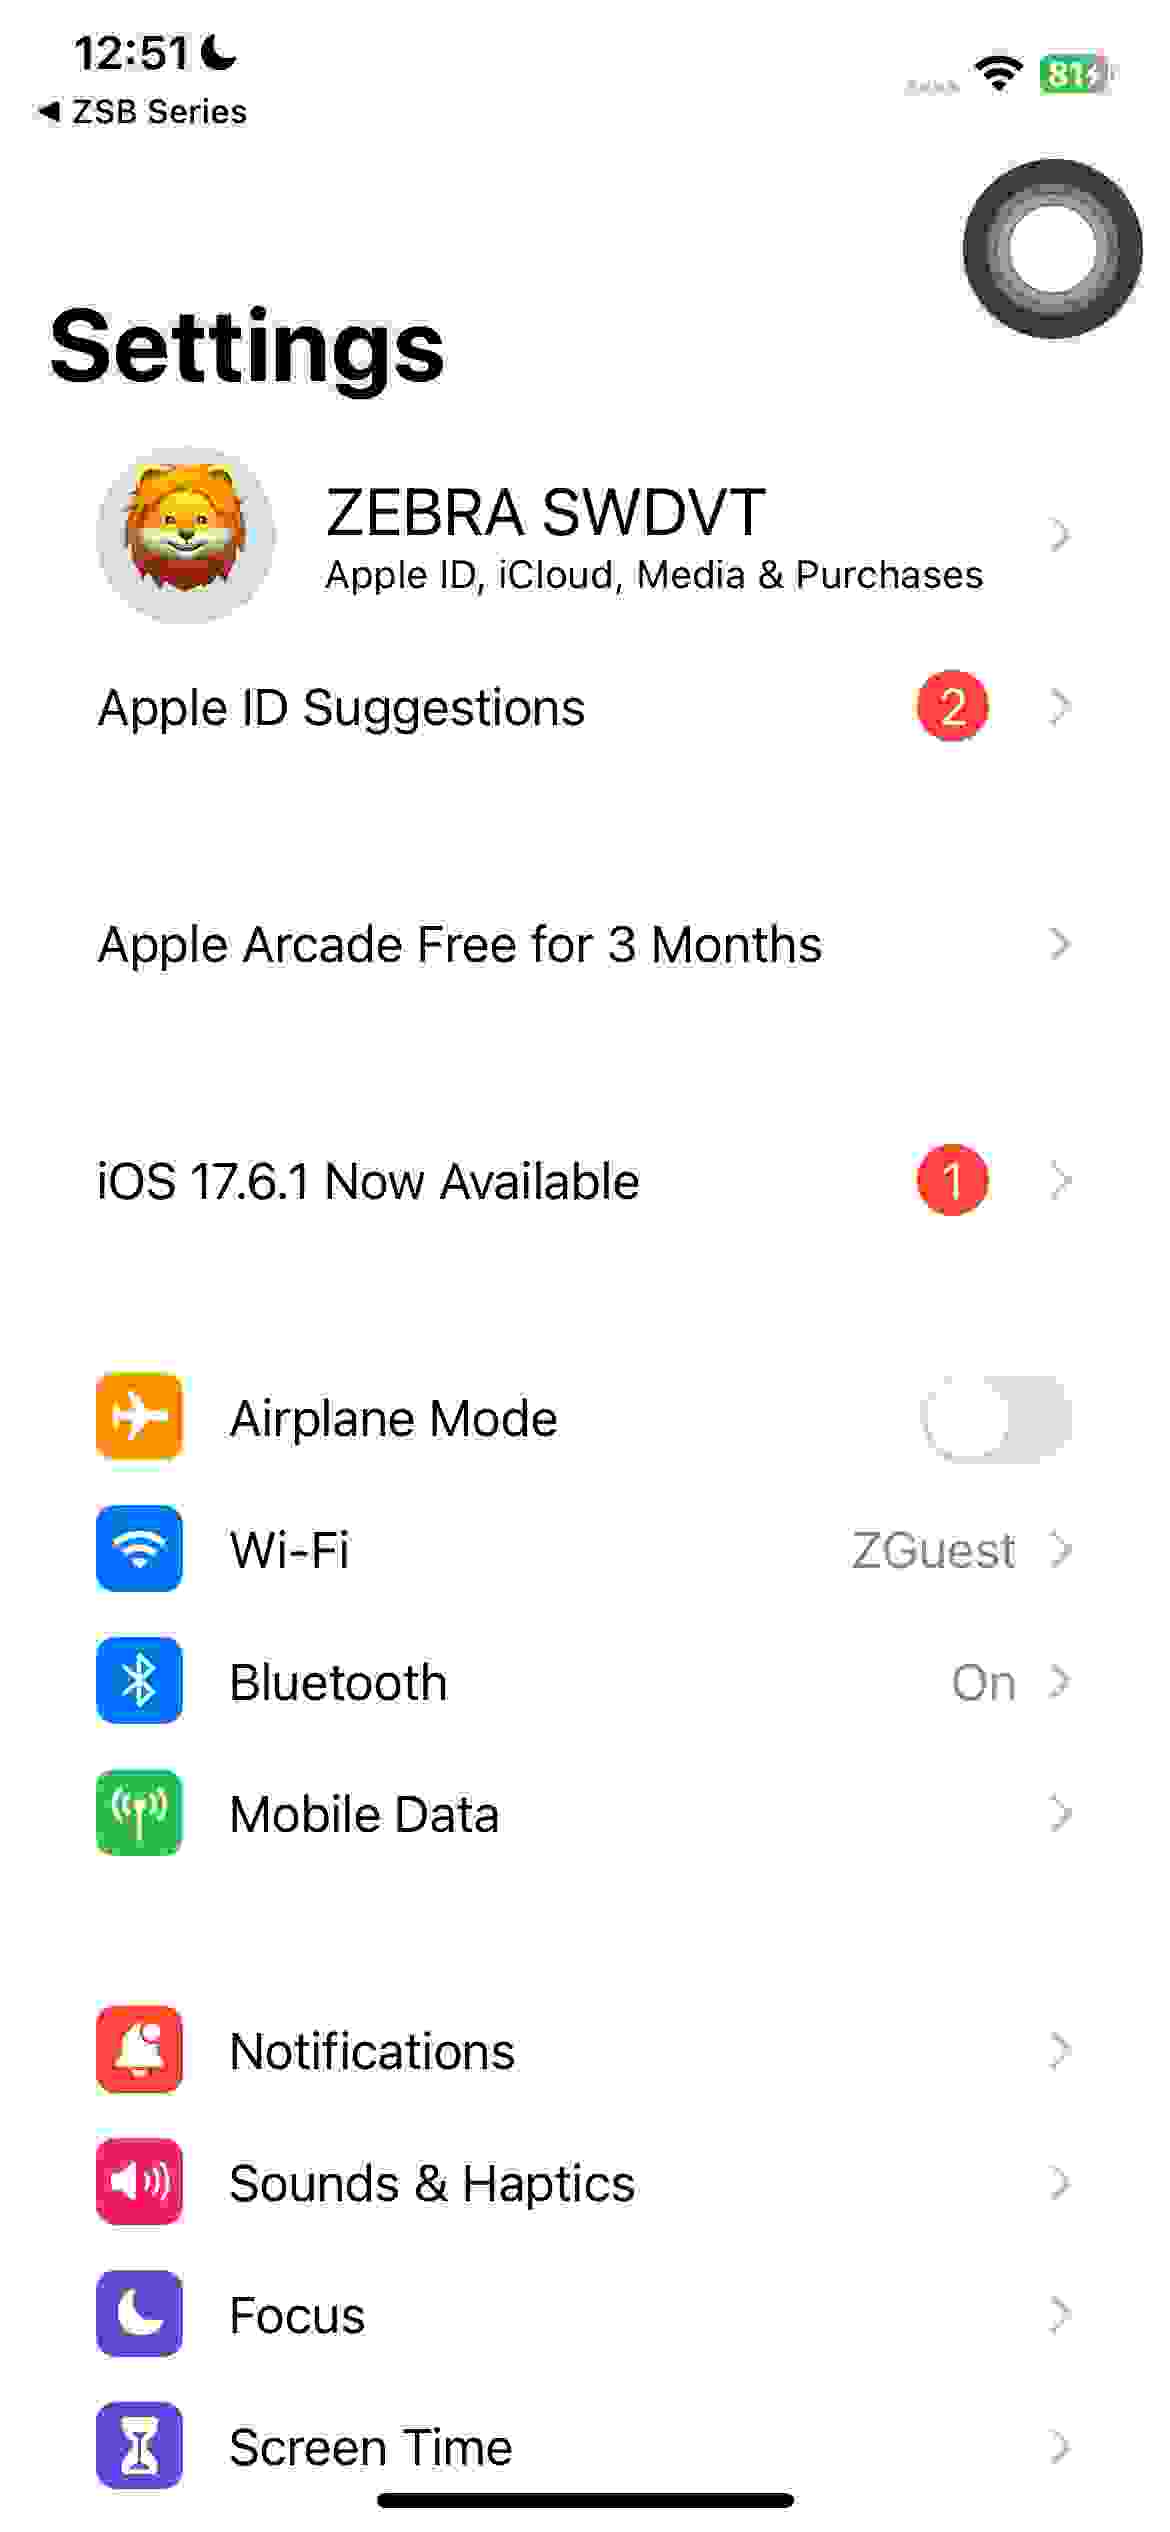 12:51
◀ ZSB Series
81
Settings
ZEBRA SWDVT
Apple ID, iCloud, Media & Purchases
Apple ID Suggestions 2
Apple Arcade Free for 3 Months
iOS 17.6.1 Now Available 1
Airplane Mode
Wi-Fi ZGuest
Bluetooth On
Mobile Data
Notifications
Sounds & Haptics
Focus
Screen Time